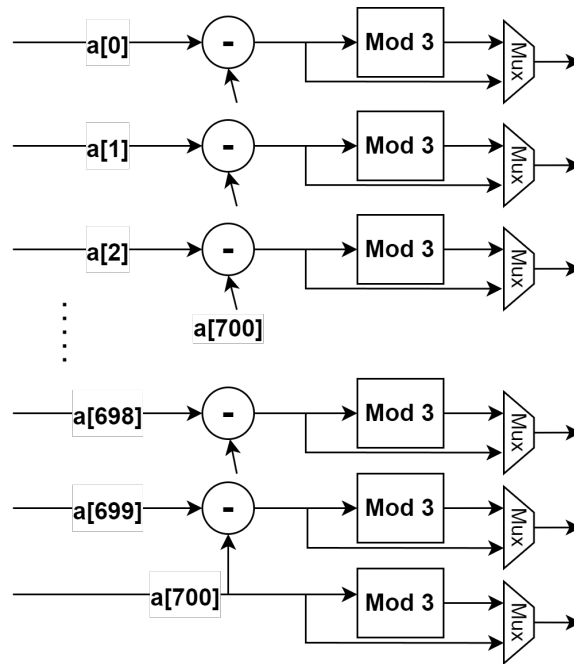 a[0] - Mod 3 Mux
a[1] - Mod 3 Mux
a[2] - Mod 3 Mux
a[700]
a[698] - Mod 3 Mux
a[699] - Mod 3 Mux
a[700] Mod 3 Mux